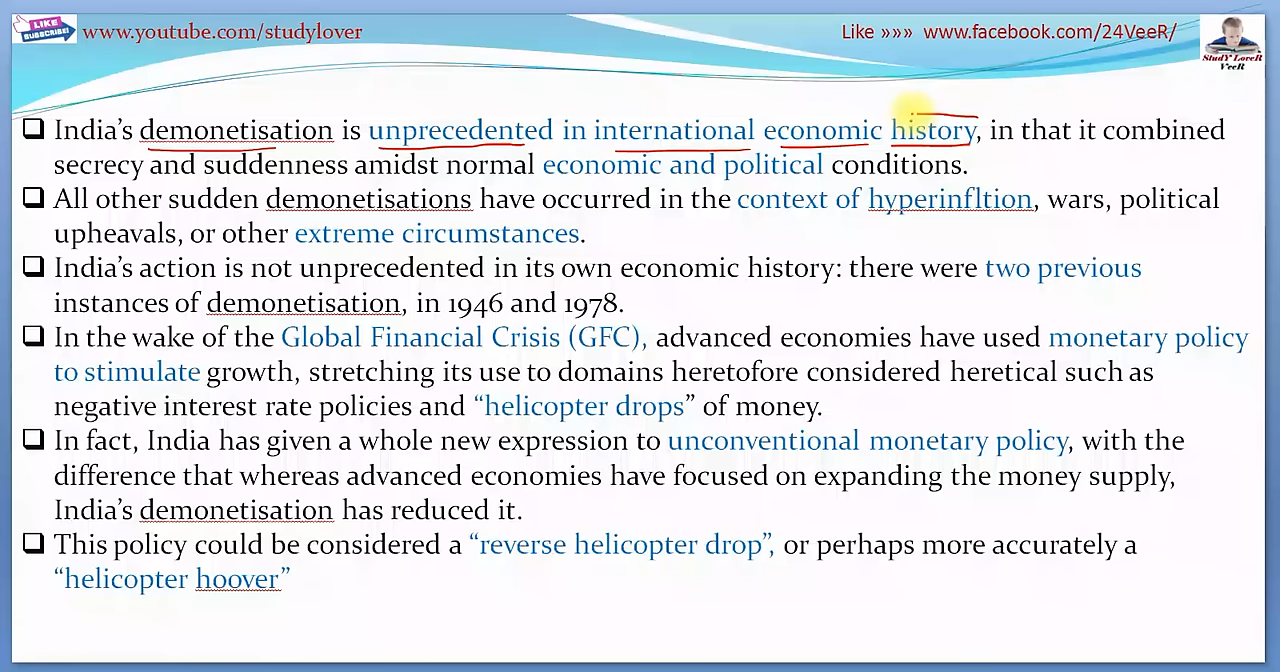 LIKE
SUBSCRIBE!
www.youtube.com/studylover
Like »»» www.facebook.com/24VeeR/
StudY LoveR
VeeR
❑ India's demonetisation is unprecedented in international economic history, in that it combined
secrecy and suddenness amidst normal economic and political conditions.
❑ All other sudden demonetisations have occurred in the context of hyperinfltion, wars, political
upheavals, or other extreme circumstances.
❑ India's action is not unprecedented in its own economic history: there were two previous
instances of demonetisation, in 1946 and 1978.
❑ In the wake of the Global Financial Crisis (GFC), advanced economies have used monetary policy
to stimulate growth, stretching its use to domains heretofore considered heretical such as
negative interest rate policies and “helicopter drops” of money.
❑ In fact, India has given a whole new expression to unconventional monetary policy, with the
difference that whereas advanced economies have focused on expanding the money supply,
India's demonetisation has reduced it.
❑ This policy could be considered a “reverse helicopter drop”, or perhaps more accurately a
“helicopter hoover”